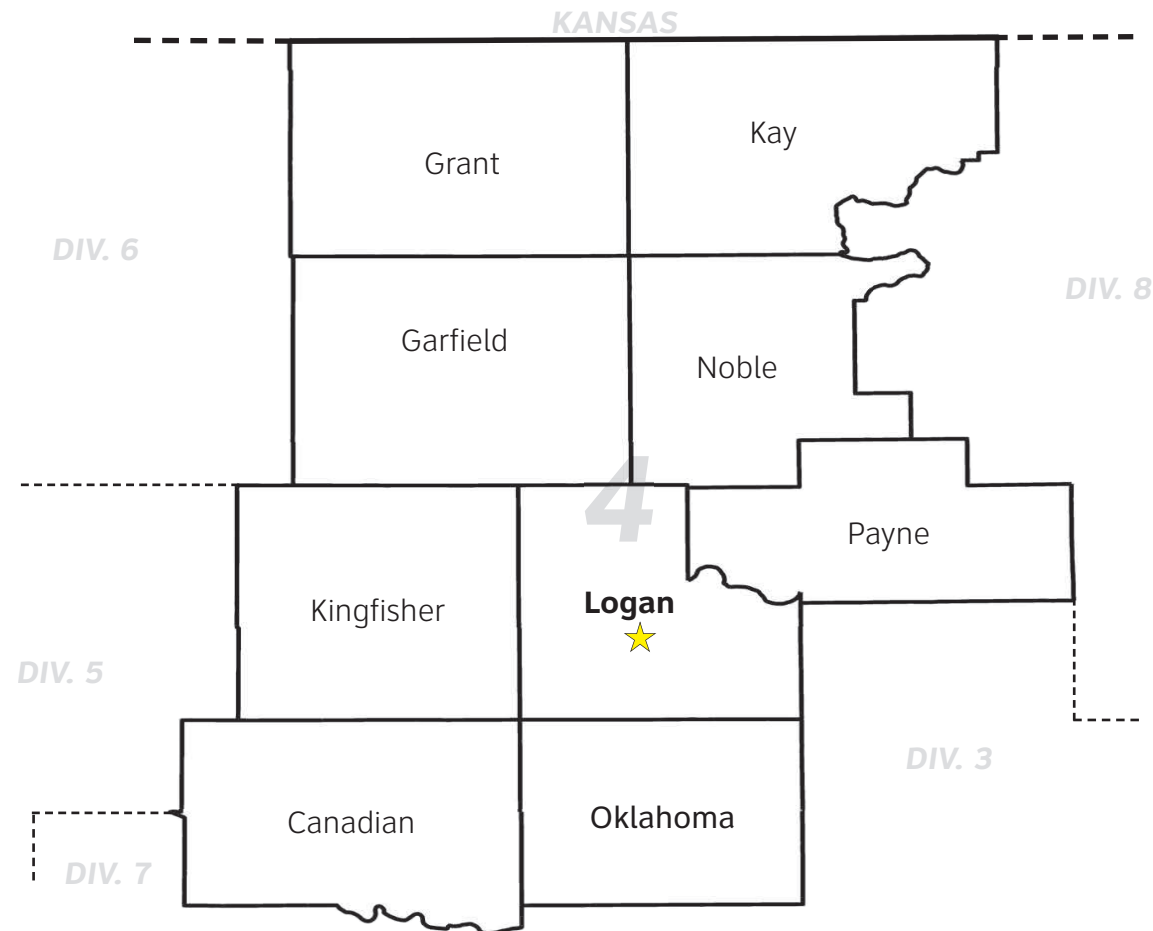 KANSAS
Kay
Grant
DIV. 6
DIV. 8
Garfield
Noble
4
Payne
Logan
Kingfisher
DIV. 5
DIV. 3
Oklahoma
Canadian
DIV. 7